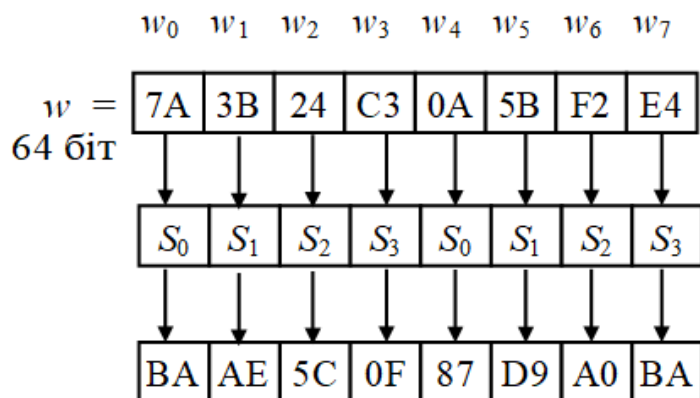 w₀ w₁ w₂ w₃ w₄ w₅ w₆ w₇
w = 7A 3B 24 C3 0A 5B F2 E4
64 біт
S₀ S₁ S₂ S₃ S₀ S₁ S₂ S₃
BA AE 5C 0F 87 D9 A0 BA